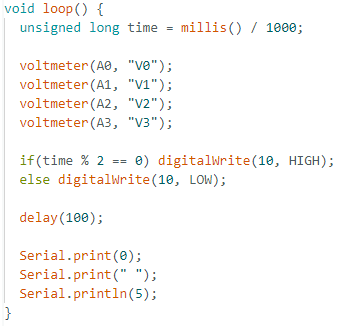 void loop() {
  unsigned long time = millis() / 1000;

  voltmeter(A0, "V0");
  voltmeter(A1, "V1");
  voltmeter(A2, "V2");
  voltmeter(A3, "V3");

  if(time % 2 == 0) digitalWrite(10, HIGH);
  else digitalWrite(10, LOW);

  delay(100);

  Serial.print(0);
  Serial.print(" ");
  Serial.println(5);
}